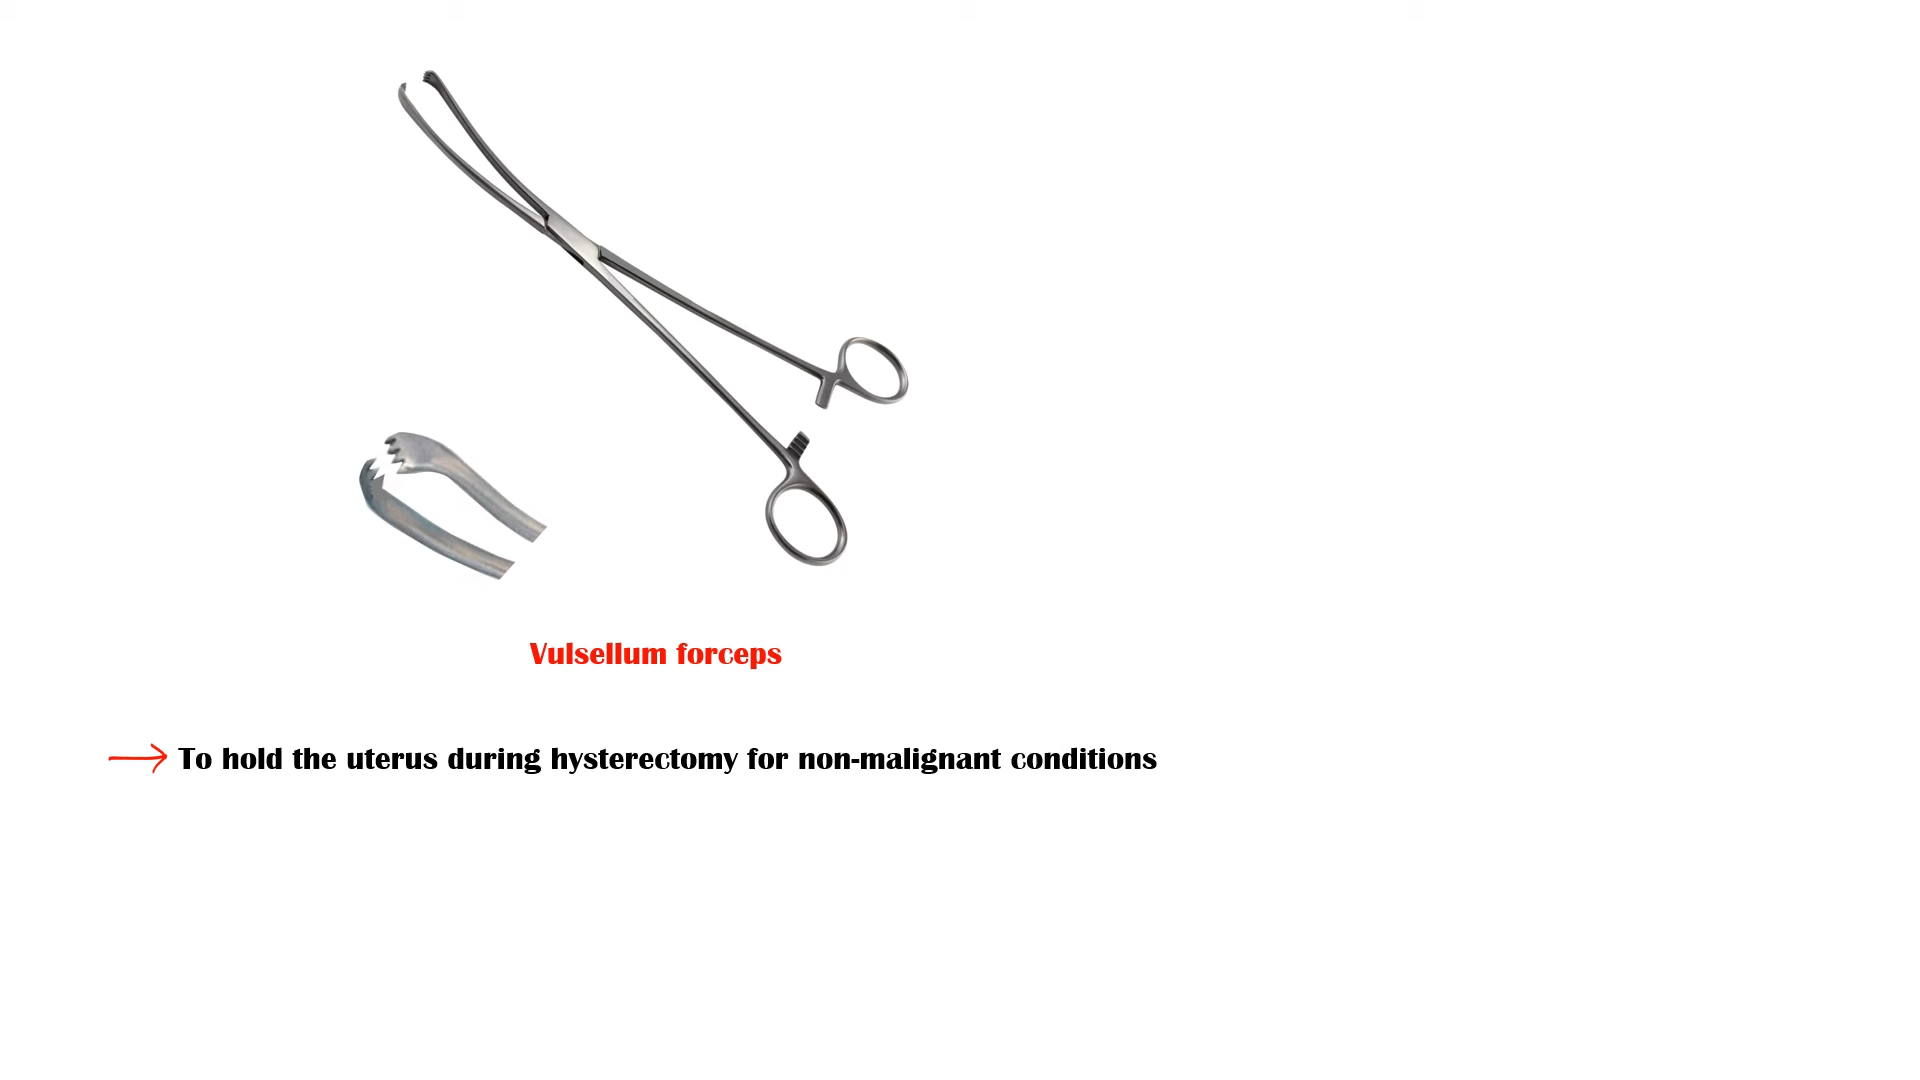 Vulsellum forceps
To hold the uterus during hysterectomy for non-malignant conditions